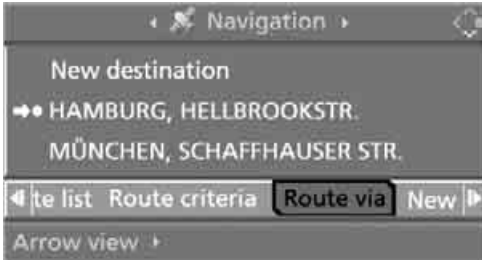 Navigation
New destination
HAMBURG, HELLBROOKSTR.
MÜNCHEN, SCHAFFHAUSER STR.
te list Route criteria Route via New
Arrow view